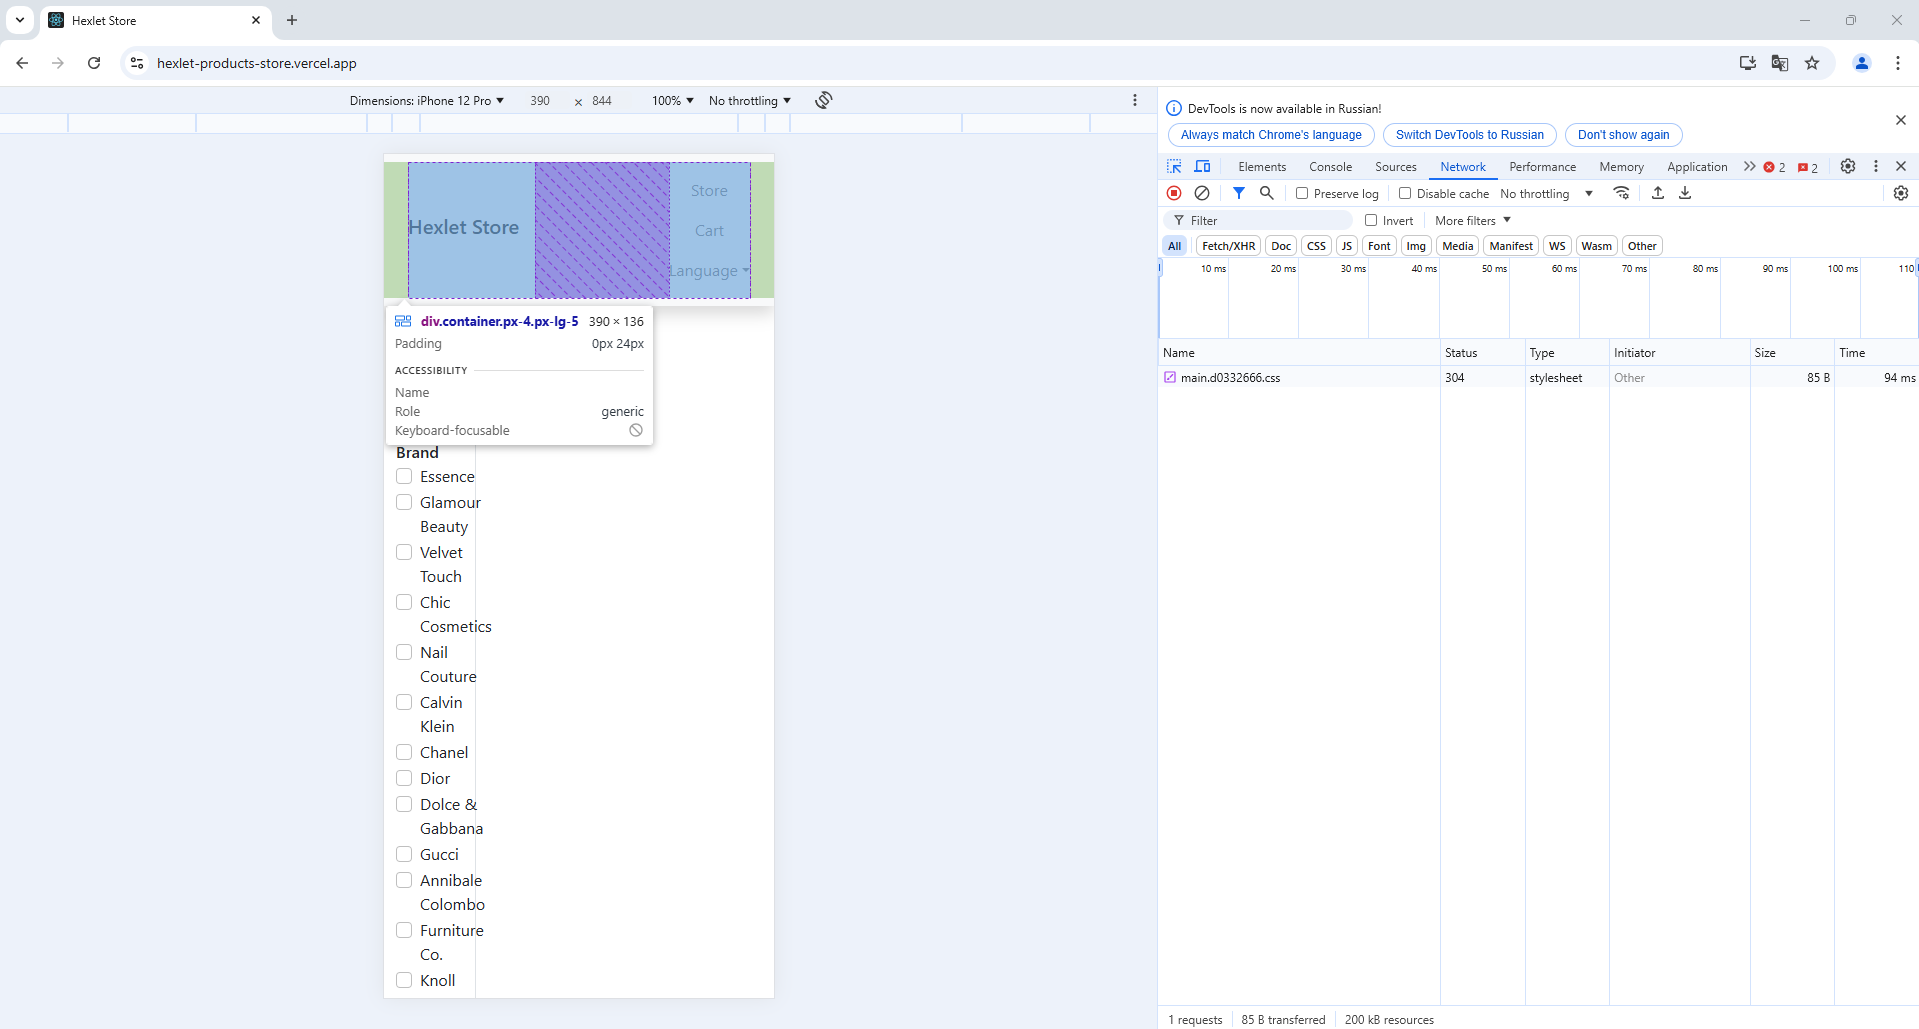 Hexlet Store
hexlet-products-store.vercel.app
Dimensions: iPhone 12 Pro 390 × 844 100% No throttling
DevTools is now available in Russian!
Always match Chrome's language Switch DevTools to Russian Don't show again
Elements Console Sources Network Performance Memory Application 2 2
Preserve log Disable cache No throttling
Filter Invert More filters
All Fetch/XHR Doc CSS JS Font Img Media Manifest WS Wasm Other
10 ms 20 ms 30 ms 40 ms 50 ms 60 ms 70 ms 80 ms 90 ms 100 ms 110
Name Status Type Initiator Size Time
main.d0332666.css 304 stylesheet Other 85 B 94 ms
1 requests 85 B transferred 200 kB resources
Hexlet Store
Store
Cart
Language
div.container.px-4.px-lg-5 390 × 136
Padding 0px 24px
ACCESSIBILITY
Name
Role generic
Keyboard-focusable
Brand
Essence
Glamour
Beauty
Velvet
Touch
Chic
Cosmetics
Nail
Couture
Calvin
Klein
Chanel
Dior
Dolce &
Gabbana
Gucci
Annibale
Colombo
Furniture
Co.
Knoll